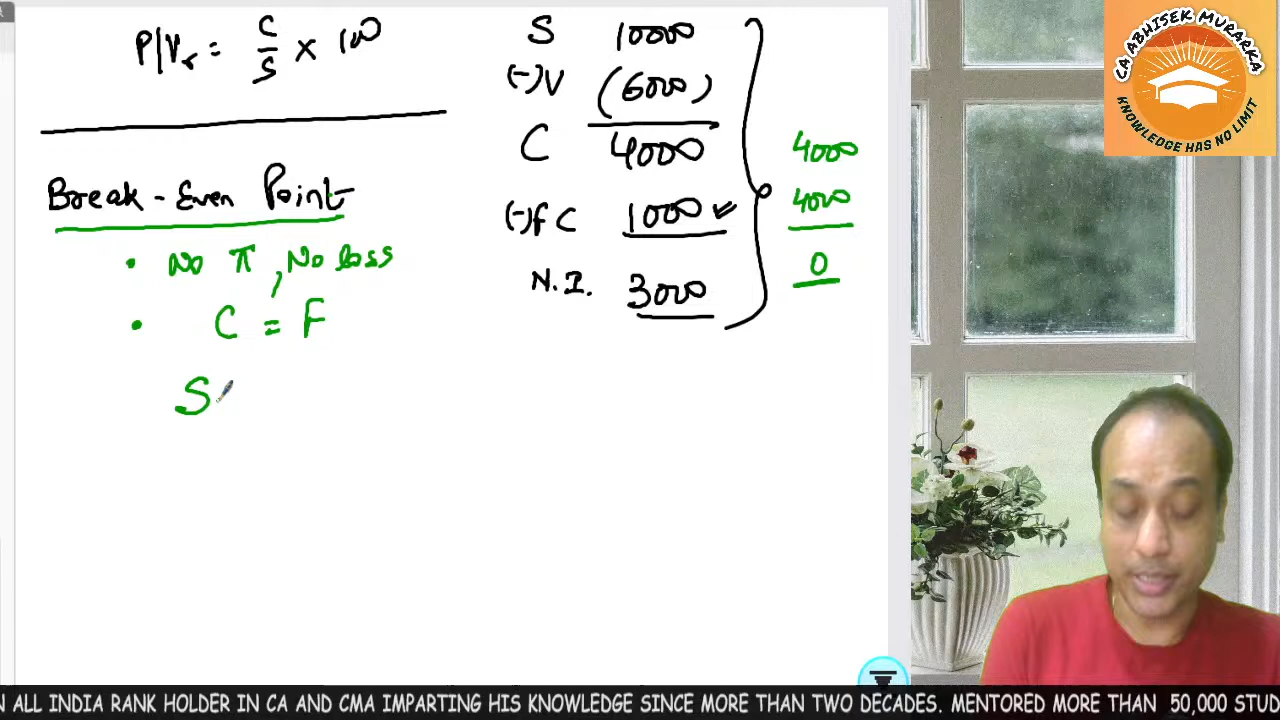 P/Vr = C/S x 100
Break-Even Point
• No π, No loss
• C = F
S
S 10000
(-)V (6000)
C 4000
(-)FC 1000 ✓
N.I. 3000
4000
4000
0
CA ABHISEK MURARKA
KNOWLEDGE HAS NO LIMIT
N ALL INDIA RANK HOLDER IN CA AND CMA IMPARTING HIS KNOWLEDGE SINCE MORE THAN TWO DECADES. MENTORED MORE THAN 50,000 STUD